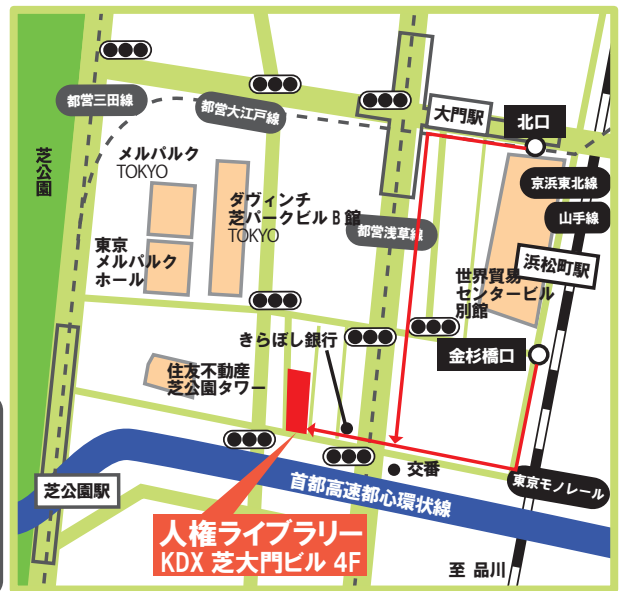 都営三田線
都営大江戸線
大門駅
北口
芝公園
メルパルク
TOKYO
京浜東北線
山手線
ダヴィンチ
芝パークビル B 館
TOKYO
都営浅草線
東京
メルパルク
ホール
浜松町駅
世界貿易
センタービル
別館
きらぼし銀行
金杉橋口
住友不動産
芝公園タワー
交番
芝公園駅
首都高速都心環状線
東京モノレール
人権ライブラリー
KDX 芝大門ビル 4F
至 品川